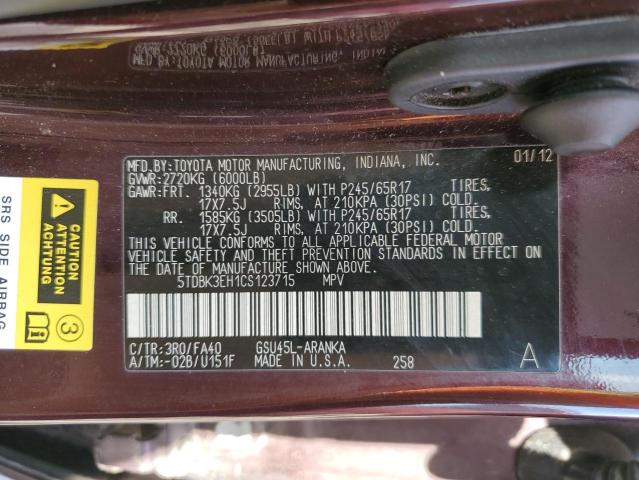 MFD.BY:TOYOTA MOTOR MANUFACTURING, INDIANA, INC. 01/12
GVWR:2720KG (6000LB)
GAWR:FRT. 1340KG (2955LB) WITH P245/65R17 TIRES,
17X7.5J RIMS, AT 210KPA (30PSI) COLD.
RR. 1585KG (3505LB) WITH P245/65R17 TIRES,
17X7.5J RIMS, AT 210KPA (30PSI) COLD.
THIS VEHICLE CONFORMS TO ALL APPLICABLE FEDERAL MOTOR
VEHICLE SAFETY AND THEFT PREVENTION STANDARDS IN EFFECT ON
THE DATE OF MANUFACTURE SHOWN ABOVE.
5TDBK3EH1CS123715 MPV
C/TR:3R0/FA40 GSU45L-ARANKA
A/TM:-02B/U151F MADE IN U.S.A. 258 A
CAUTION
ATTENTION
ACHTUNG
3
SRS SIDE AIRBAG